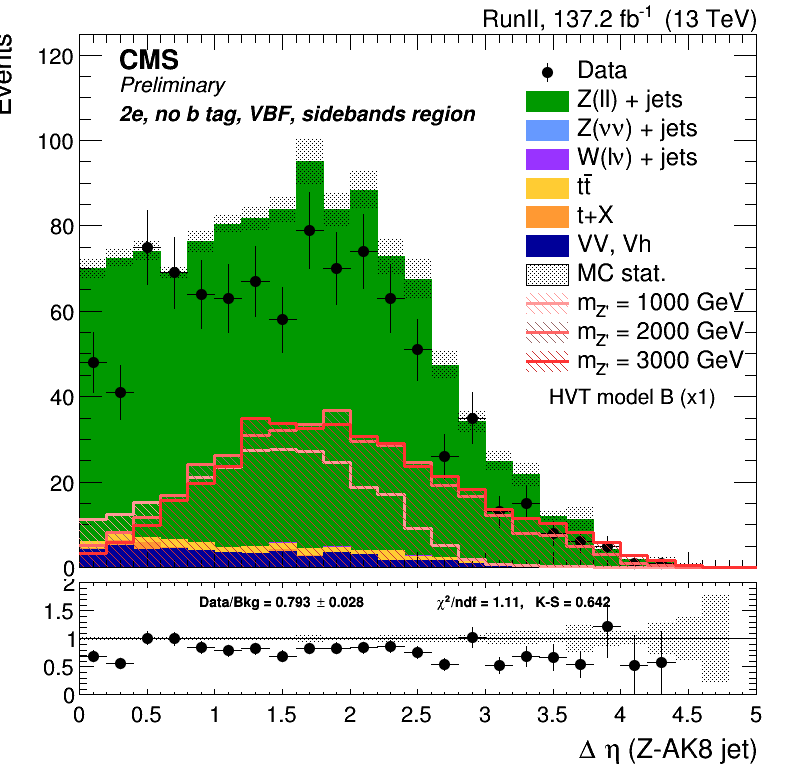 RunII, 137.2 fb⁻¹ (13 TeV)
Events
CMS
Preliminary
2e, no b tag, VBF, sidebands region
Data
Z(ll) + jets
Z(νν) + jets
W(lν) + jets
tt̄
t+X
VV, Vh
MC stat.
m_Z' = 1000 GeV
m_Z' = 2000 GeV
m_Z' = 3000 GeV
HVT model B (x1)
120
100
80
60
40
20
0
2
1.5
1
0.5
0
Data/Bkg = 0.793 ± 0.028 χ²/ndf = 1.11, K-S = 0.642
0 0.5 1 1.5 2 2.5 3 3.5 4 4.5 5
Δ η (Z-AK8 jet)